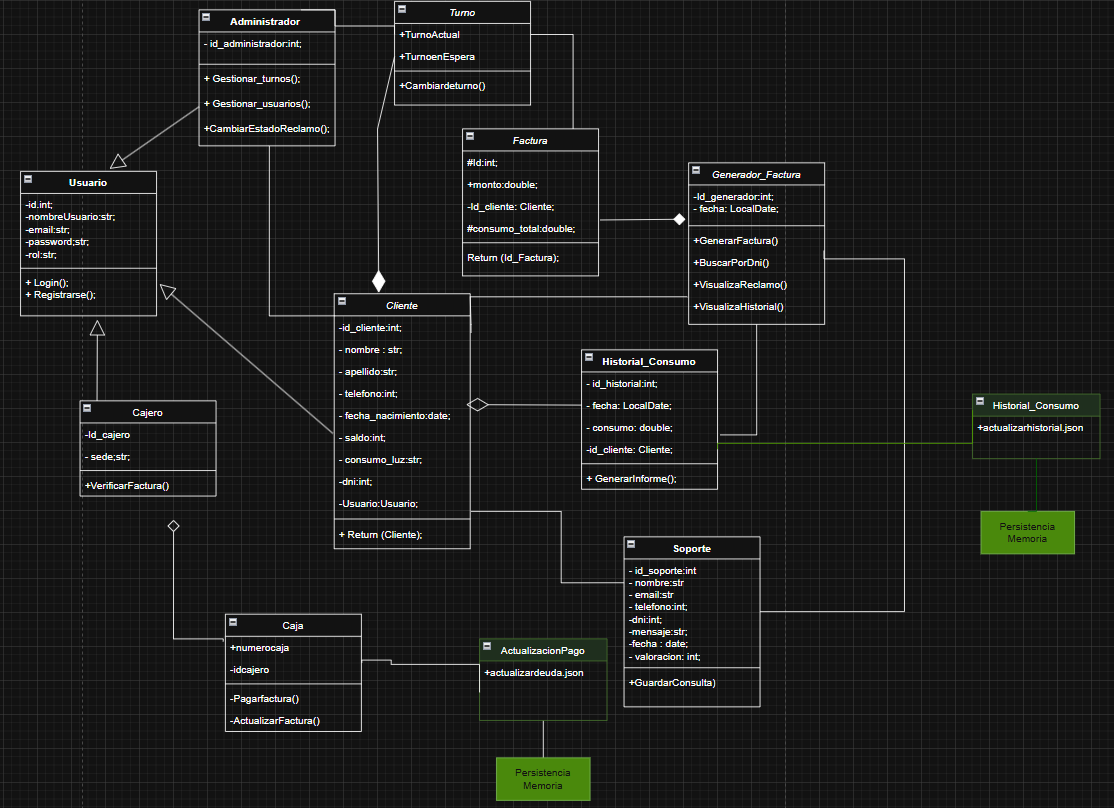 Administrador
- id_administrador:int;
+ Gestionar_turnos();
+ Gestionar_usuarios();
+CambiarEstadoReclamo();
Turno
+TurnoActual
+TurnoenEspera
+Cambiardeturno()
Factura
#Id:int;
+monto:double;
-Id_cliente: Cliente;
#consumo_total:double;
Return (Id_Factura);
Generador_Factura
-Id_generador:int;
- fecha: LocalDate;
+GenerarFactura()
+BuscarPorDni()
+VisualizaReclamo()
+VisualizaHistorial()
Usuario
-id.int;
-nombreUsuario:str;
-email:str;
-password;str;
-rol:str;
+ Login();
+ Registrarse();
Cliente
-id_cliente:int;
- nombre : str;
- apellido:str;
- telefono:int;
- fecha_nacimiento:date;
- saldo:int;
- consumo_luz:str;
-dni:int;
-Usuario:Usuario;
+ Return (Cliente);
Historial_Consumo
- id_historial:int;
- fecha: LocalDate;
- consumo: double;
-id_cliente: Cliente;
+ GenerarInforme();
Historial_Consumo
+actualizarhistorial.json
Persistencia
Memoria
Cajero
-Id_cajero
- sede;str;
+VerificarFactura()
Soporte
- id_soporte:int
- nombre:str
- email:str
- telefono:int;
-dni:int;
-mensaje:str;
-fecha : date;
- valoracion: int;
+GuardarConsulta)
Caja
+numerocaja
-idcajero
-Pagarfactura()
-ActualizarFactura()
ActualizacionPago
+actualizardeuda.json
Persistencia
Memoria